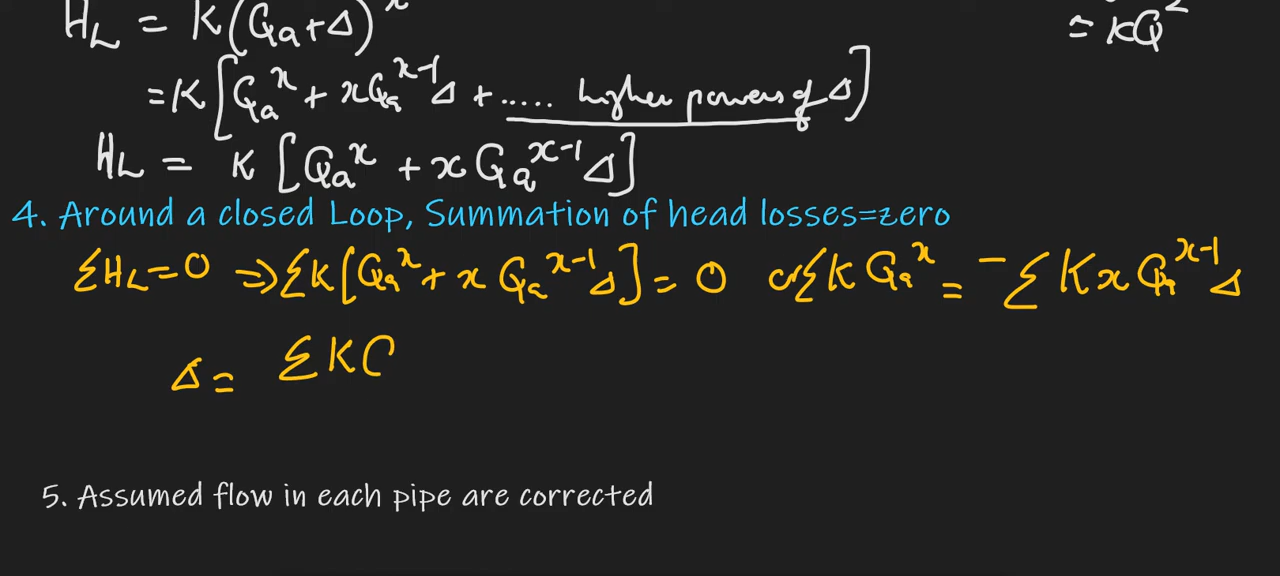 H_L = K(Q_a+Δ)^x
= KQ^2
= K[Q_a^x + xQ_a^{x-1}Δ + ..... higher powers of Δ]
H_L = K[Q_a^x + xQ_a^{x-1}Δ]
4. Around a closed Loop, Summation of head losses=zero
ΣH_L=0 ⇒ ΣK[Q_a^x + xQ_a^{x-1}Δ] = 0 or ΣKQ_a^x = -ΣKxQ_a^{x-1}Δ
Δ= ΣK(
5. Assumed flow in each pipe are corrected